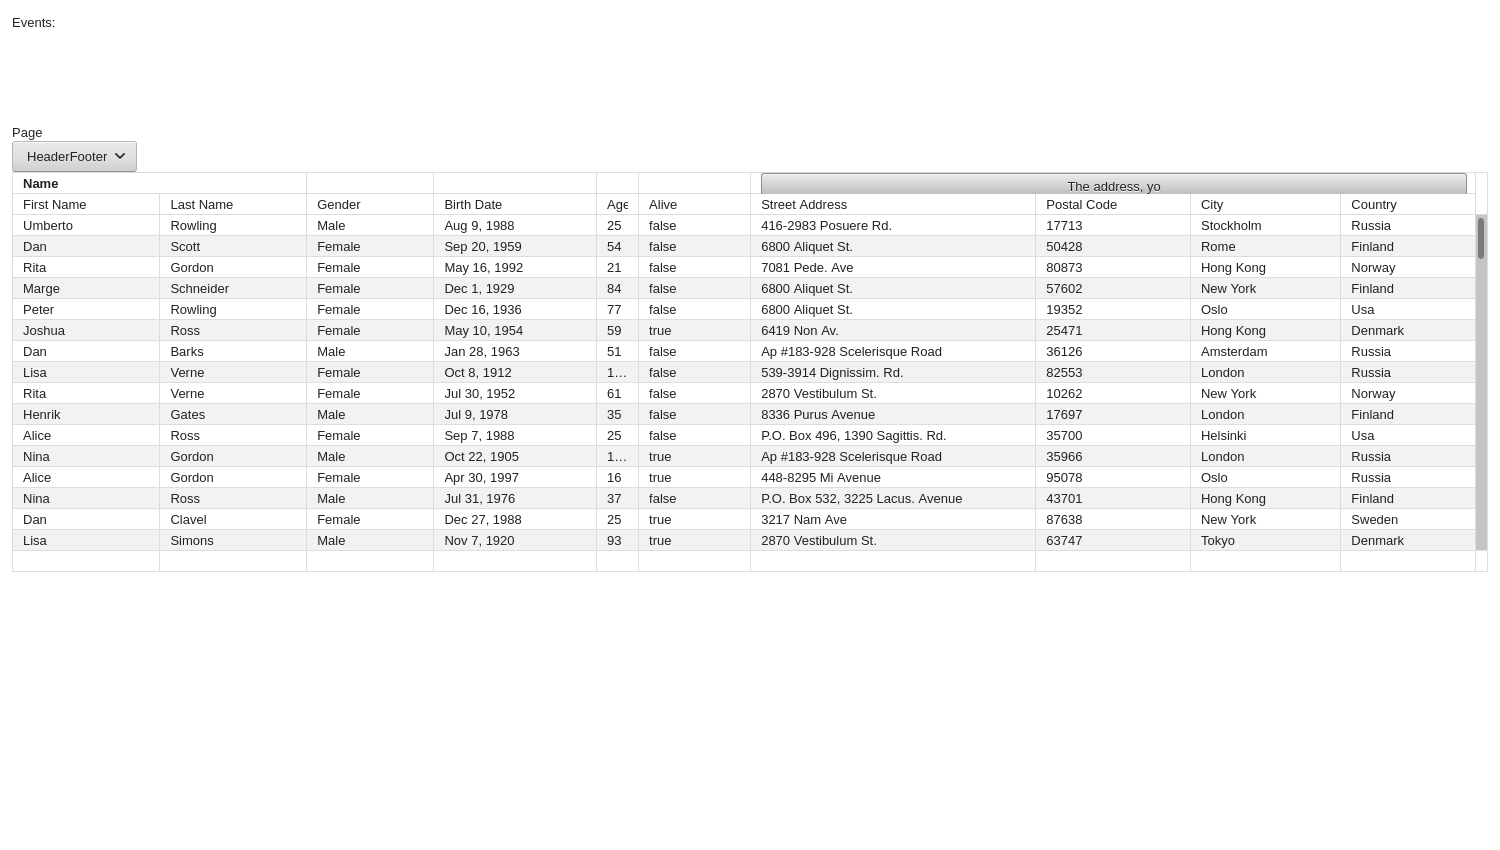 Events:
Page
HeaderFooter
Name The address, yo
First Name Last Name Gender Birth Date Age Alive Street Address Postal Code City Country
Umberto Rowling Male Aug 9, 1988 25 false 416-2983 Posuere Rd. 17713 Stockholm Russia
Dan Scott Female Sep 20, 1959 54 false 6800 Aliquet St. 50428 Rome Finland
Rita Gordon Female May 16, 1992 21 false 7081 Pede. Ave 80873 Hong Kong Norway
Marge Schneider Female Dec 1, 1929 84 false 6800 Aliquet St. 57602 New York Finland
Peter Rowling Female Dec 16, 1936 77 false 6800 Aliquet St. 19352 Oslo Usa
Joshua Ross Female May 10, 1954 59 true 6419 Non Av. 25471 Hong Kong Denmark
Dan Barks Male Jan 28, 1963 51 false Ap #183-928 Scelerisque Road 36126 Amsterdam Russia
Lisa Verne Female Oct 8, 1912 1… false 539-3914 Dignissim. Rd. 82553 London Russia
Rita Verne Female Jul 30, 1952 61 false 2870 Vestibulum St. 10262 New York Norway
Henrik Gates Male Jul 9, 1978 35 false 8336 Purus Avenue 17697 London Finland
Alice Ross Female Sep 7, 1988 25 false P.O. Box 496, 1390 Sagittis. Rd. 35700 Helsinki Usa
Nina Gordon Male Oct 22, 1905 1… true Ap #183-928 Scelerisque Road 35966 London Russia
Alice Gordon Female Apr 30, 1997 16 true 448-8295 Mi Avenue 95078 Oslo Russia
Nina Ross Male Jul 31, 1976 37 false P.O. Box 532, 3225 Lacus. Avenue 43701 Hong Kong Finland
Dan Clavel Female Dec 27, 1988 25 true 3217 Nam Ave 87638 New York Sweden
Lisa Simons Male Nov 7, 1920 93 true 2870 Vestibulum St. 63747 Tokyo Denmark